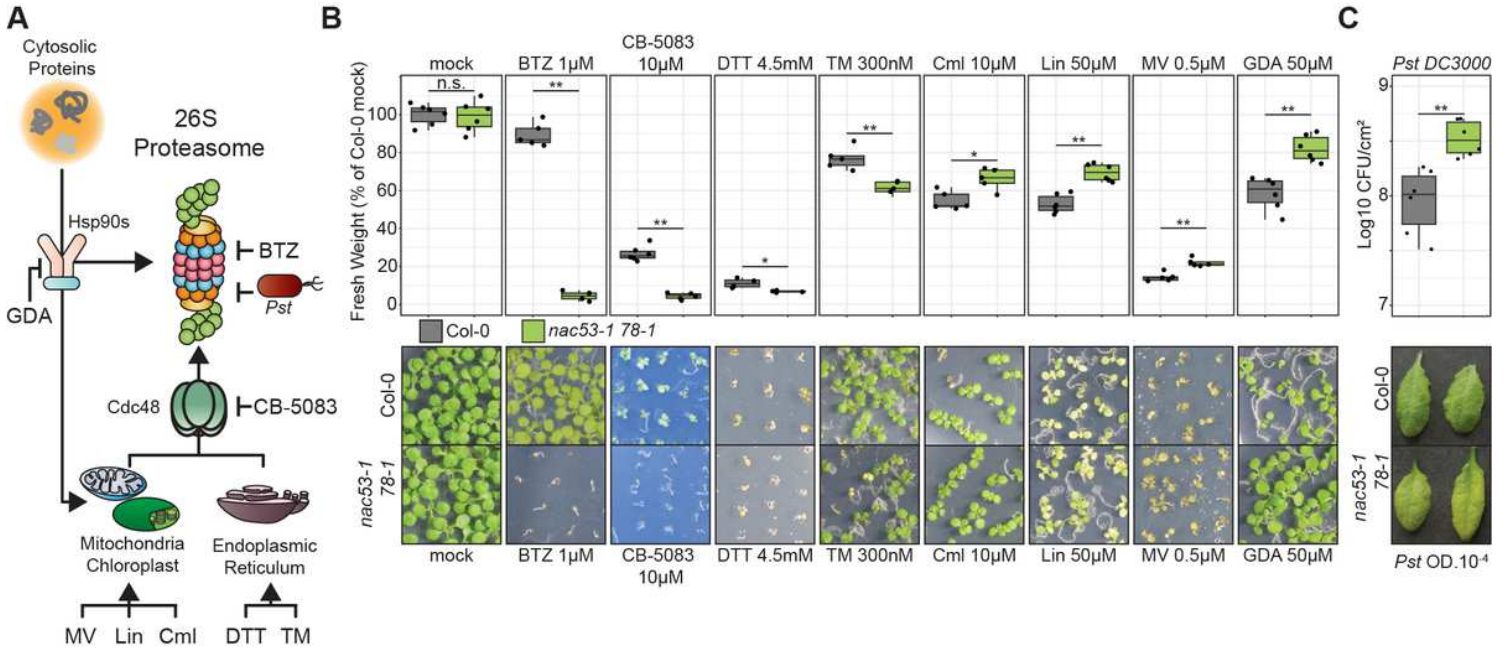 A
Cytosolic
Proteins
26S
Proteasome
Hsp90s
BTZ
Pst
GDA
Cdc48
CB-5083
Mitochondria
Chloroplast
Endoplasmic
Reticulum
MV Lin Cml DTT TM
B
mock BTZ 1µM CB-5083 10µM DTT 4.5mM TM 300nM Cml 10µM Lin 50µM MV 0.5µM GDA 50µM
Fresh Weight (% of Col-0 mock)
100
80
60
40
20
0
n.s. ** ** * ** * ** ** **
Col-0 nac53-1 78-1
Col-0
nac53-1
78-1
mock BTZ 1µM CB-5083 10µM DTT 4.5mM TM 300nM Cml 10µM Lin 50µM MV 0.5µM GDA 50µM
C
Pst DC3000
Log10 CFU/cm²
9
8
7
**
Col-0
nac53-1
78-1
Pst OD.10⁻⁴